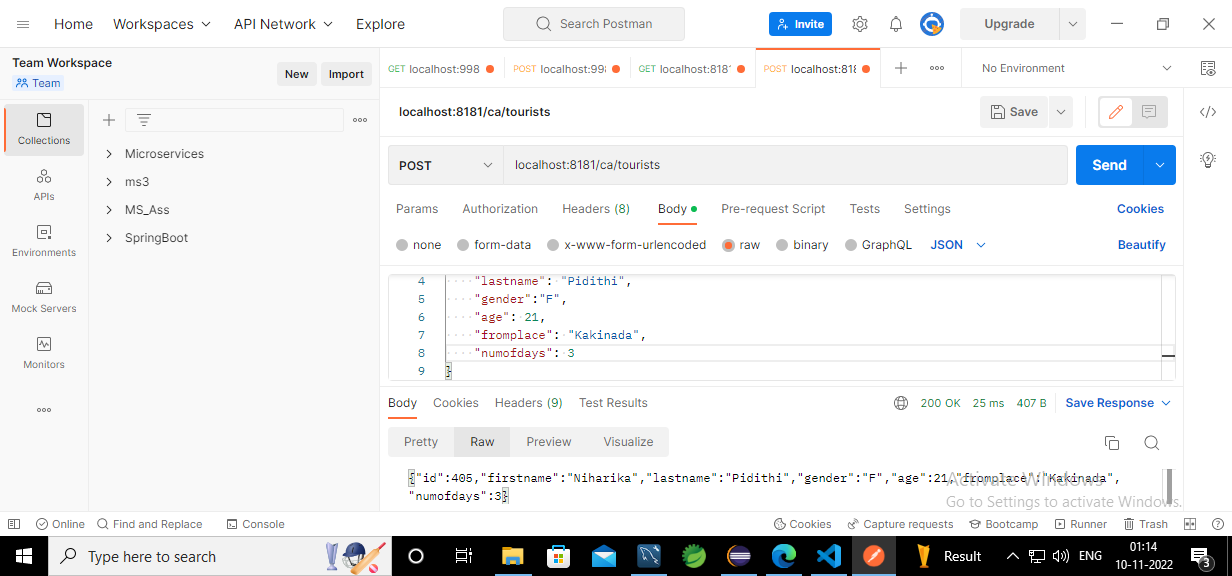 Home Workspaces API Network Explore Search Postman Invite Upgrade
Team Workspace
Team
New Import
GET localhost:998 POST localhost:99 GET localhost:818 POST localhost:818 No Environment
localhost:8181/ca/tourists
Save
Collections
APIs
Environments
Mock Servers
Monitors
Microservices
ms3
MS_Ass
SpringBoot
POST localhost:8181/ca/tourists Send
Params Authorization Headers (8) Body Pre-request Script Tests Settings Cookies
none form-data x-www-form-urlencoded raw binary GraphQL JSON Beautify
4 "lastname": "Pidithi",
5 "gender":"F",
6 "age": 21,
7 "fromplace": "Kakinada",
8 "numofdays": 3
9 }
Body Cookies Headers (9) Test Results 200 OK 25 ms 407 B Save Response
Pretty Raw Preview Visualize
{"id":405,"firstname":"Niharika","lastname":"Pidithi","gender":"F","age":21,"fromplace":"Kakinada",
"numofdays":3}
Activate Windows
Go to Settings to activate Windows.
Online Find and Replace Console Cookies Capture requests Bootcamp Runner Trash
Type here to search Result ENG 01:14
10-11-2022
3